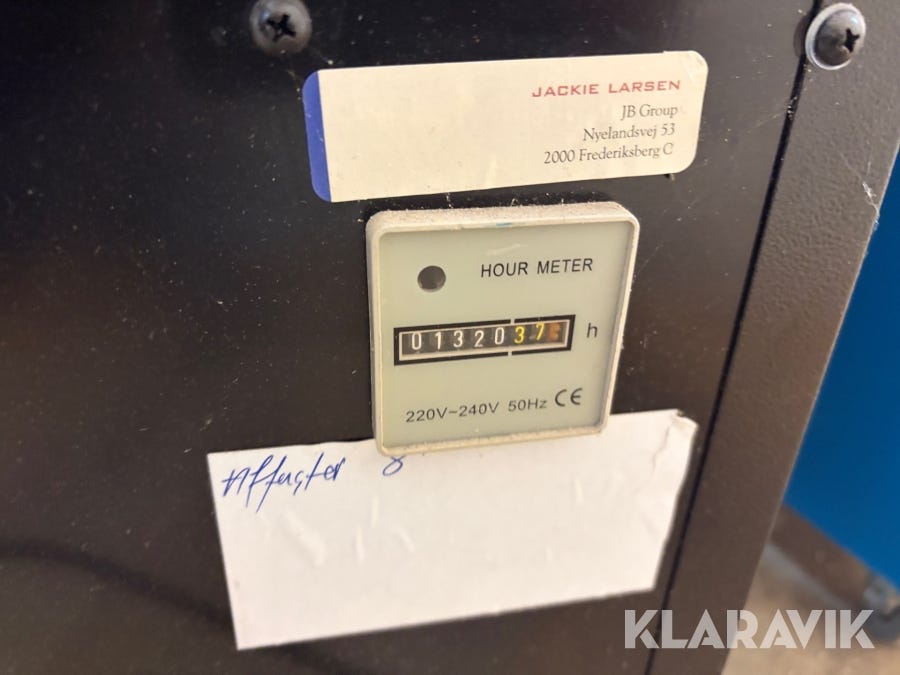 JACKIE LARSEN
JB Group
Nyelandsvej 53
2000 Frederiksberg C
HOUR METER
0132037 h
220V~240V 50Hz CE
KLARAVIK